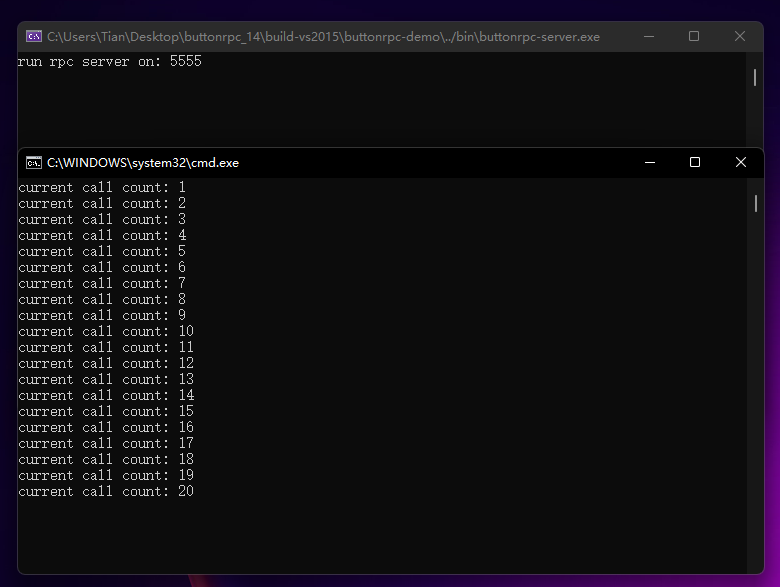 C:\Users\Tian\Desktop\buttonrpc_14\build-vs2015\buttonrpc-demo\../bin\buttonrpc-server.exe
run rpc server on: 5555
C:\WINDOWS\system32\cmd.exe
current call count: 1
current call count: 2
current call count: 3
current call count: 4
current call count: 5
current call count: 6
current call count: 7
current call count: 8
current call count: 9
current call count: 10
current call count: 11
current call count: 12
current call count: 13
current call count: 14
current call count: 15
current call count: 16
current call count: 17
current call count: 18
current call count: 19
current call count: 20